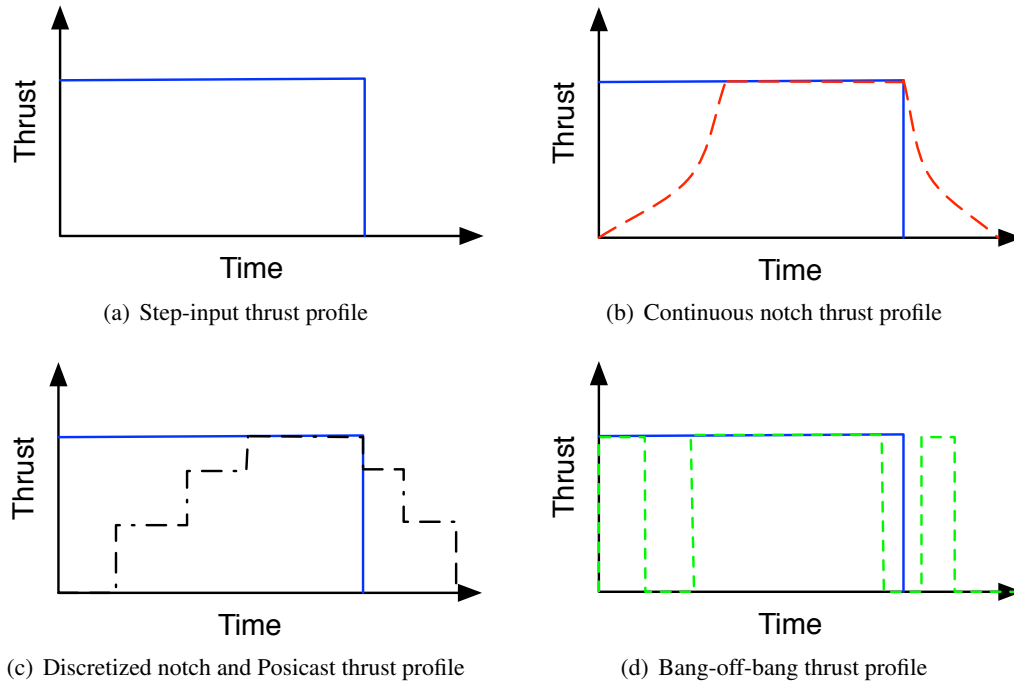 Thrust
Time
(a) Step-input thrust profile
Thrust
Time
(b) Continuous notch thrust profile
Thrust
Time
(c) Discretized notch and Posicast thrust profile
Thrust
Time
(d) Bang-off-bang thrust profile